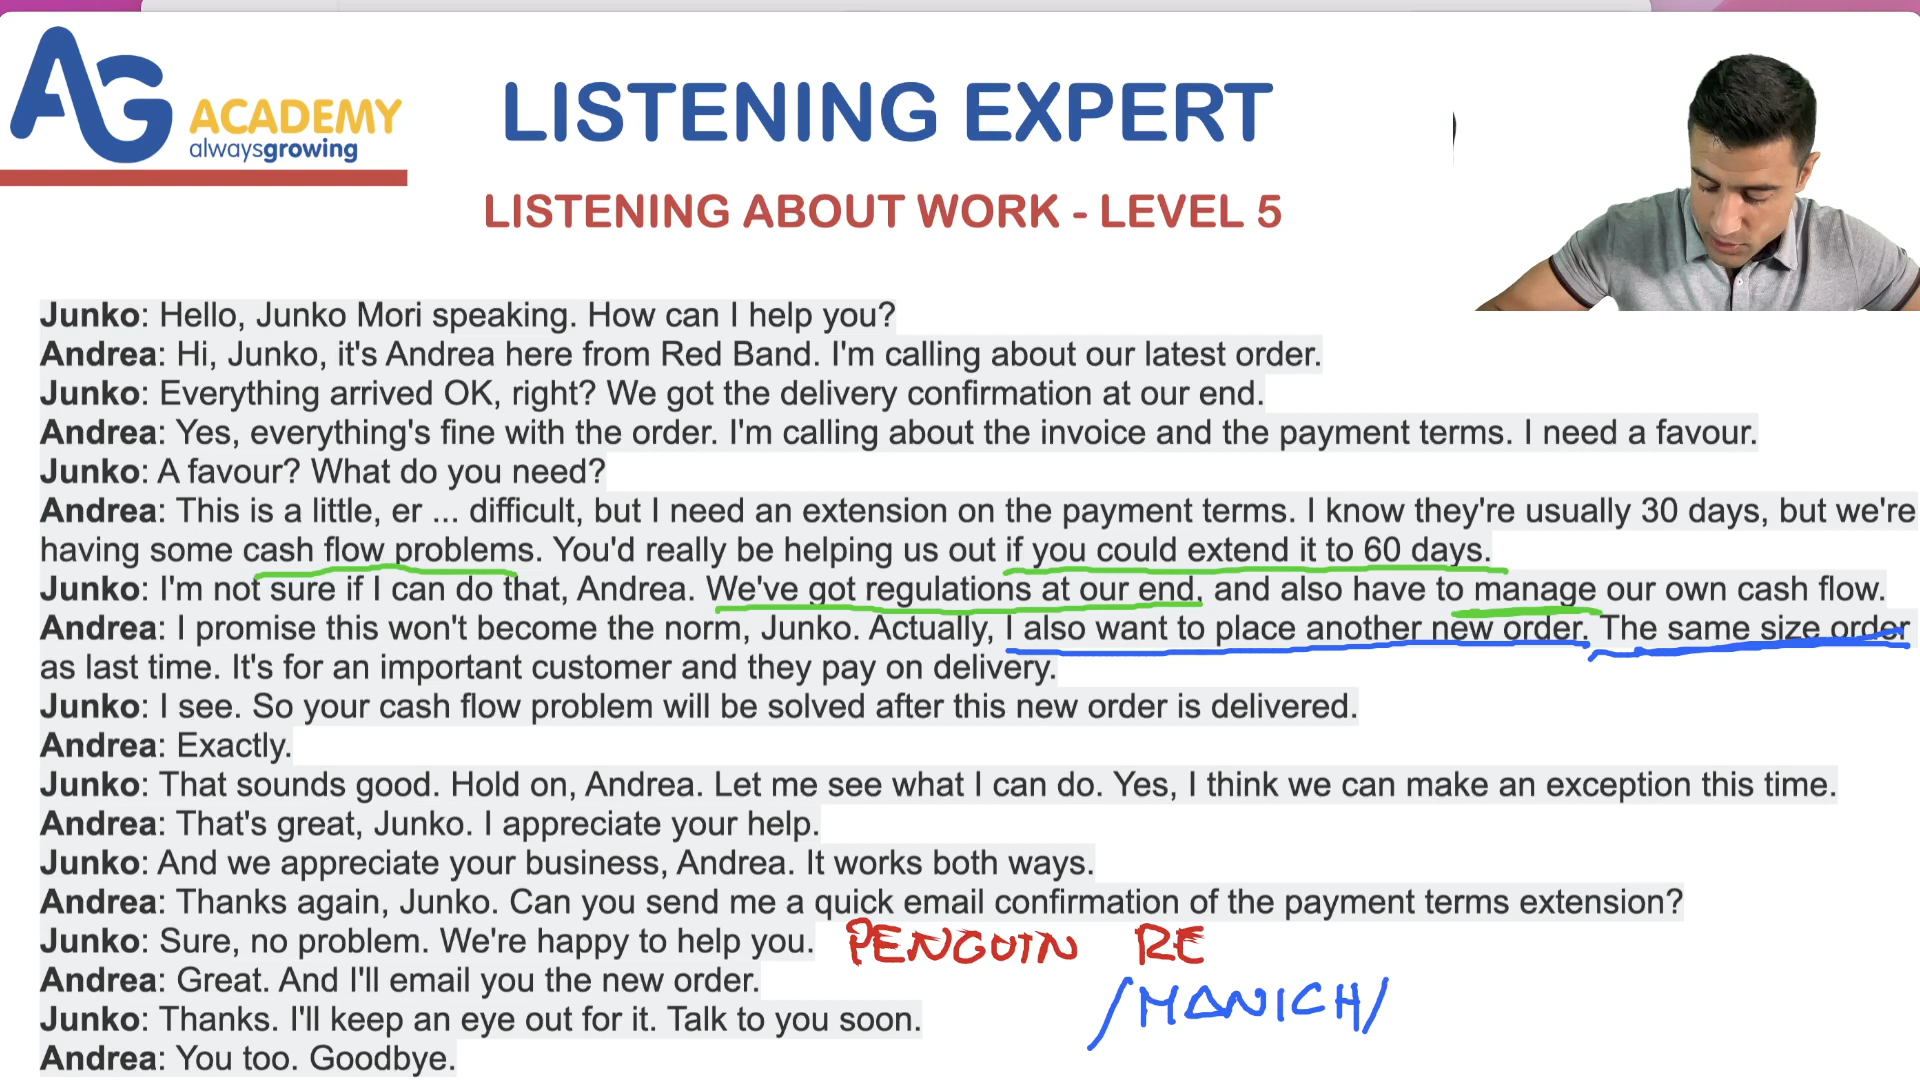 AG ACADEMY
alwaysgrowing
LISTENING EXPERT
LISTENING ABOUT WORK - LEVEL 5
Junko: Hello, Junko Mori speaking. How can I help you?
Andrea: Hi, Junko, it's Andrea here from Red Band. I'm calling about our latest order.
Junko: Everything arrived OK, right? We got the delivery confirmation at our end.
Andrea: Yes, everything's fine with the order. I'm calling about the invoice and the payment terms. I need a favour.
Junko: A favour? What do you need?
Andrea: This is a little, er ... difficult, but I need an extension on the payment terms. I know they're usually 30 days, but we're
having some cash flow problems. You'd really be helping us out if you could extend it to 60 days.
Junko: I'm not sure if I can do that, Andrea. We've got regulations at our end, and also have to manage our own cash flow.
Andrea: I promise this won't become the norm, Junko. Actually, I also want to place another new order. The same size order
as last time. It's for an important customer and they pay on delivery.
Junko: I see. So your cash flow problem will be solved after this new order is delivered.
Andrea: Exactly.
Junko: That sounds good. Hold on, Andrea. Let me see what I can do. Yes, I think we can make an exception this time.
Andrea: That's great, Junko. I appreciate your help.
Junko: And we appreciate your business, Andrea. It works both ways.
Andrea: Thanks again, Junko. Can you send me a quick email confirmation of the payment terms extension?
Junko: Sure, no problem. We're happy to help you. PENGUIN RE
Andrea: Great. And I'll email you the new order.
/MANICH/
Junko: Thanks. I'll keep an eye out for it. Talk to you soon.
Andrea: You too. Goodbye.